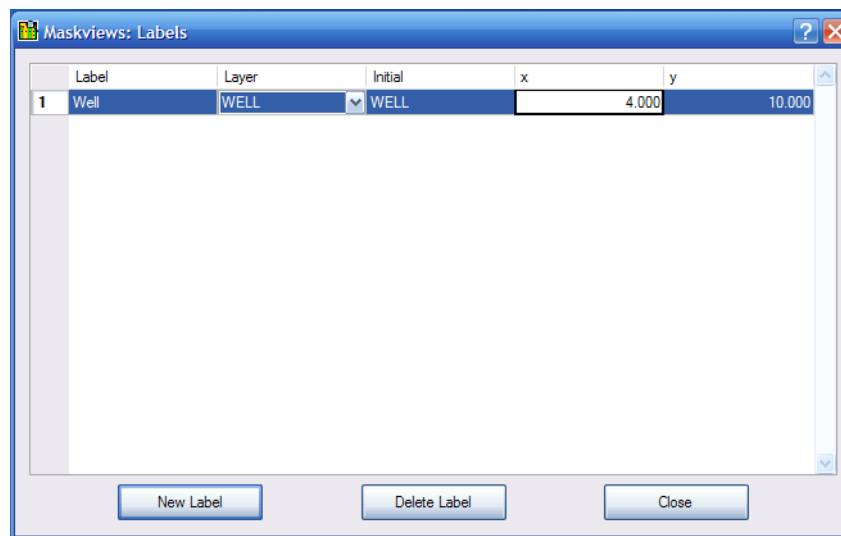 Maskviews: Labels
Label Layer Initial x y
1 Well WELL WELL 4.000 10.000
New Label Delete Label Close